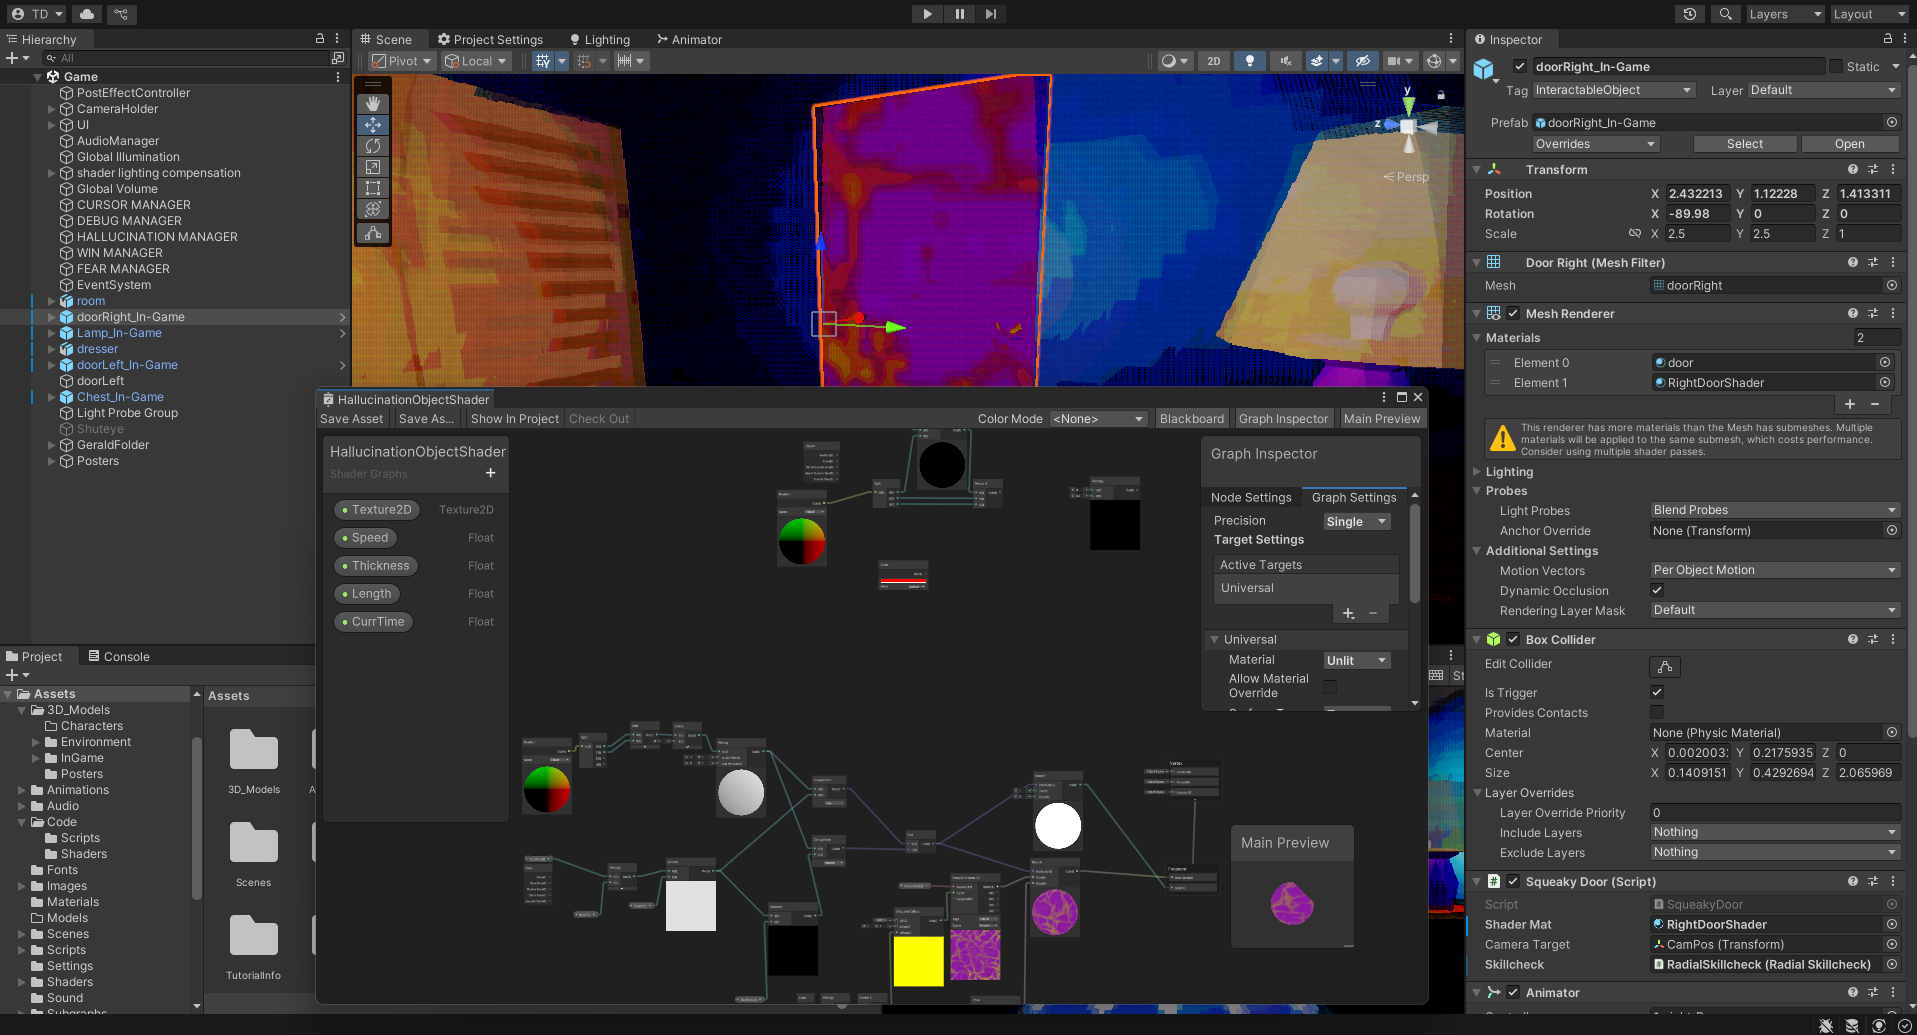 TD
Layers
Layout
Hierarchy
All
Game
PostEffectController
CameraHolder
UI
AudioManager
Global Illumination
shader lighting compensation
Global Volume
CURSOR MANAGER
DEBUG MANAGER
HALLUCINATION MANAGER
WIN MANAGER
FEAR MANAGER
EventSystem
room
doorRight_In-Game
Lamp_In-Game
dresser
doorLeft_In-Game
doorLeft
Chest_In-Game
Light Probe Group
Shuteye
GeraldFolder
Posters
Scene
Project Settings
Lighting
Animator
Pivot
Local
2D
y
z
Persp
HallucinationObjectShader
Save Asset
Save As...
Show In Project
Check Out
Color Mode
<None>
Blackboard
Graph Inspector
Main Preview
HallucinationObjectShader
Shader Graphs
Texture2D Texture2D
Speed Float
Thickness Float
Length Float
CurrTime Float
Graph Inspector
Node Settings
Graph Settings
Precision Single
Target Settings
Active Targets
Universal
Universal
Material Unlit
Allow Material
Override
Vertex
Fragment
Main Preview
Project
Console
Assets
3D_Models
Characters
Environment
InGame
Posters
Animations
Audio
Code
Scripts
Shaders
Fonts
Images
Materials
Models
Scenes
Scripts
Settings
Shaders
Sound
Assets
3D_Models
Scenes
TutorialInfo
Inspector
doorRight_In-Game
Static
Tag InteractableObject
Layer Default
Prefab doorRight_In-Game
Overrides
Select
Open
Transform
Position X 2.432213 Y 1.12228 Z 1.413311
Rotation X -89.98 Y 0 Z 0
Scale X 2.5 Y 2.5 Z 1
Door Right (Mesh Filter)
Mesh doorRight
Mesh Renderer
Materials 2
Element 0 door
Element 1 RightDoorShader
This renderer has more materials than the Mesh has submeshes. Multiple
materials will be applied to the same submesh, which costs performance.
Consider using multiple shader passes.
Lighting
Probes
Light Probes Blend Probes
Anchor Override None (Transform)
Additional Settings
Motion Vectors Per Object Motion
Dynamic Occlusion
Rendering Layer Mask Default
Box Collider
Edit Collider
Is Trigger
Provides Contacts
Material None (Physic Material)
Center X 0.002003 Y 0.2175935 Z 0
Size X 0.1409151 Y 0.4292694 Z 2.065969
Layer Overrides
Layer Override Priority 0
Include Layers Nothing
Exclude Layers Nothing
Squeaky Door (Script)
Script SqueakyDoor
Shader Mat RightDoorShader
Camera Target CamPos (Transform)
Skillcheck RadialSkillcheck (Radial Skillcheck)
Animator